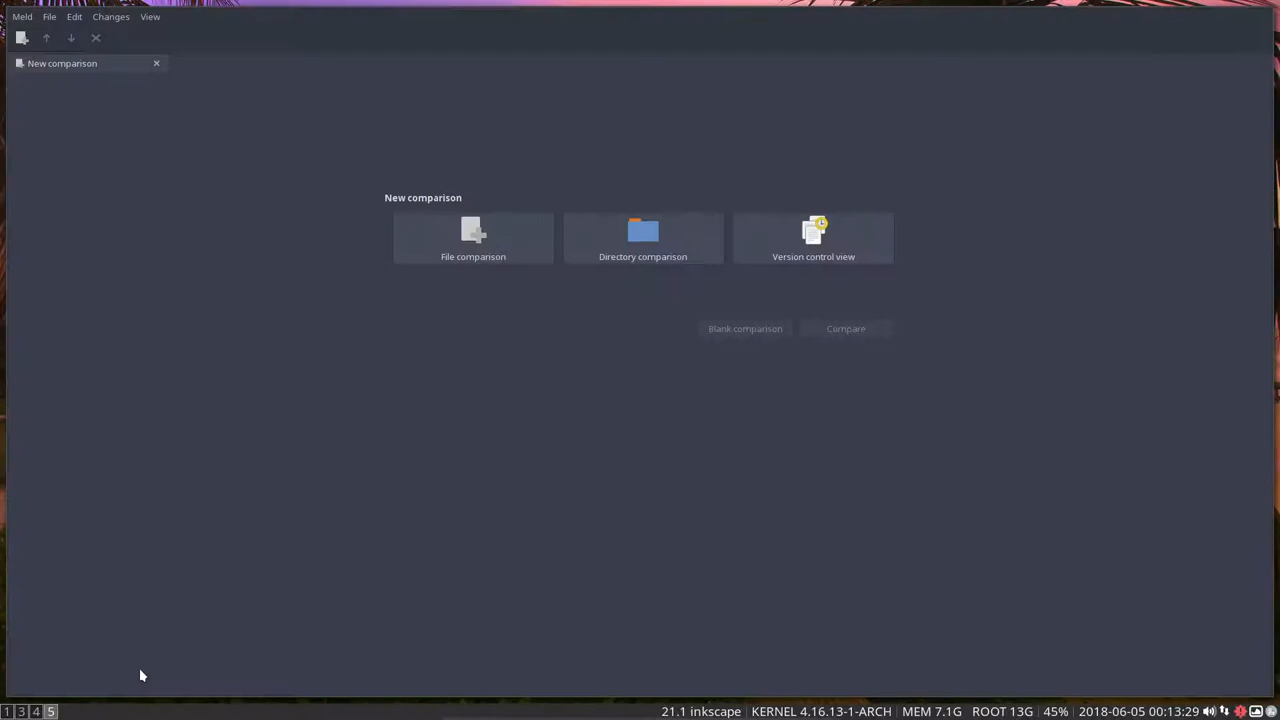 Meld File Edit Changes View
New comparison
New comparison
File comparison Directory comparison Version control view
Blank comparison Compare
1 3 4 5 21.1 inkscape KERNEL 4.16.13-1-ARCH MEM 7.1G ROOT 13G 45% 2018-06-05 00:13:29